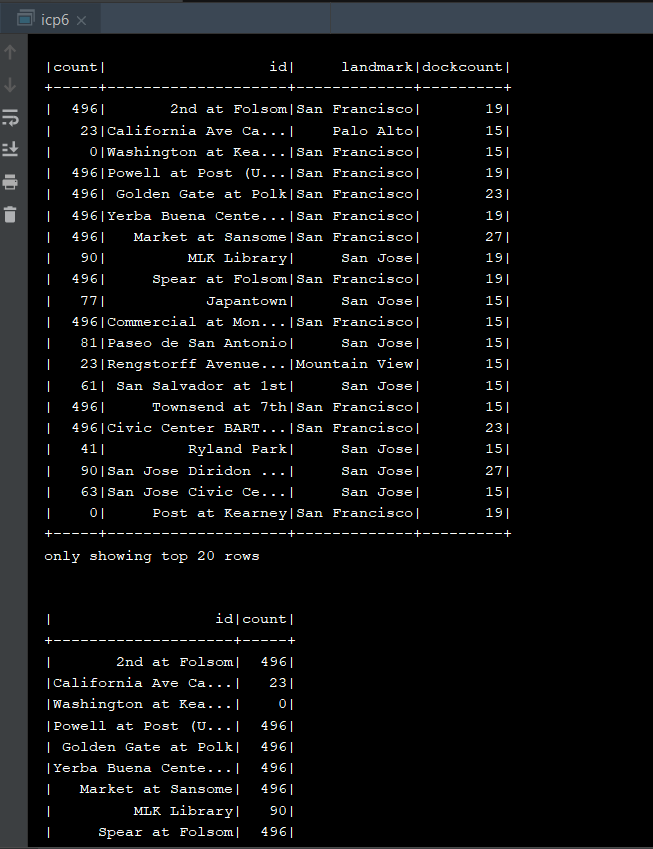 icp6
|count|                  id|     landmark|dockcount|
+-----+--------------------+-------------+---------+
|  496|       2nd at Folsom|San Francisco|       19|
|   23|California Ave Ca...|    Palo Alto|       15|
|    0|Washington at Kea...|San Francisco|       15|
|  496|Powell at Post (U...|San Francisco|       19|
|  496| Golden Gate at Polk|San Francisco|       23|
|  496|Yerba Buena Cente...|San Francisco|       19|
|  496|   Market at Sansome|San Francisco|       27|
|   90|         MLK Library|     San Jose|       19|
|  496|     Spear at Folsom|San Francisco|       19|
|   77|           Japantown|     San Jose|       15|
|  496|Commercial at Mon...|San Francisco|       15|
|   81|Paseo de San Antonio|     San Jose|       15|
|   23|Rengstorff Avenue...|Mountain View|       15|
|   61| San Salvador at 1st|     San Jose|       15|
|  496|     Townsend at 7th|San Francisco|       15|
|  496|Civic Center BART...|San Francisco|       23|
|   41|         Ryland Park|     San Jose|       15|
|   90|San Jose Diridon ...|     San Jose|       27|
|   63|San Jose Civic Ce...|     San Jose|       15|
|    0|     Post at Kearney|San Francisco|       19|
+-----+--------------------+-------------+---------+
only showing top 20 rows
|                  id|count|
+--------------------+-----+
|       2nd at Folsom|  496|
|California Ave Ca...|   23|
|Washington at Kea...|    0|
|Powell at Post (U...|  496|
| Golden Gate at Polk|  496|
|Yerba Buena Cente...|  496|
|   Market at Sansome|  496|
|         MLK Library|   90|
|     Spear at Folsom|  496|